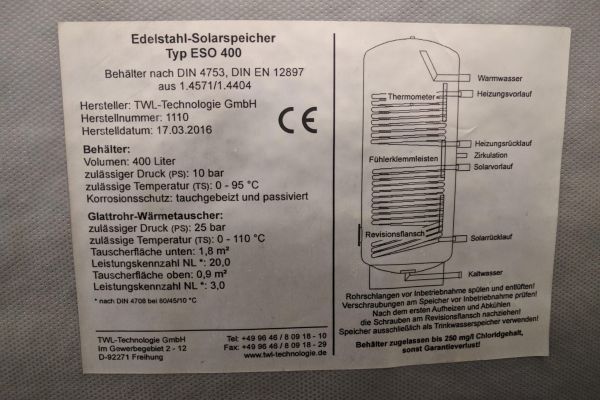 Edelstahl-Solarspeicher
Typ ESO 400
Behälter nach DIN 4753, DIN EN 12897
aus 1.4571/1.4404
Hersteller: TWL-Technologie GmbH
Herstellnummer: 1110
Herstelldatum: 17.03.2016
CE
Behälter:
Volumen: 400 Liter
zulässiger Druck (PS): 10 bar
zulässige Temperatur (TS): 0 - 95 °C
Korrosionsschutz: tauchgebeizt und passiviert
Glattrohr-Wärmetauscher:
zulässiger Druck (PS): 25 bar
zulässige Temperatur (TS): 0 - 110 °C
Tauscherfläche unten: 1,8 m²
Leistungskennzahl NL *: 20,0
Tauscherfläche oben: 0,9 m²
Leistungskennzahl NL *: 3,0
* nach DIN 4708 bei 80/45/10 °C
TWL-Technologie GmbH
Im Gewerbegebiet 2 - 12
D-92271 Freihung
Tel: +49 96 46 / 8 09 18 - 10
Fax: +49 96 46 / 8 09 18 - 29
www.twl-technologie.de
Warmwasser
Thermometer
Heizungsvorlauf
Heizungsrücklauf
Fühlerklemmleisten
Zirkulation
Solarvorlauf
Revisionsflansch
Solarrücklauf
Kaltwasser
Rohrschlangen vor Inbetriebnahme spülen und entlüften!
Verschraubungen am Speicher vor Inbetriebnahme prüfen!
Nach dem ersten Aufheizen und Abkühlen
die Schrauben am Revisionsflansch nachziehen!
Speicher ausschließlich als Trinkwasserspeicher verwenden!
Behälter zugelassen bis 250 mg/l Chloridgehalt,
sonst Garantieverlust!